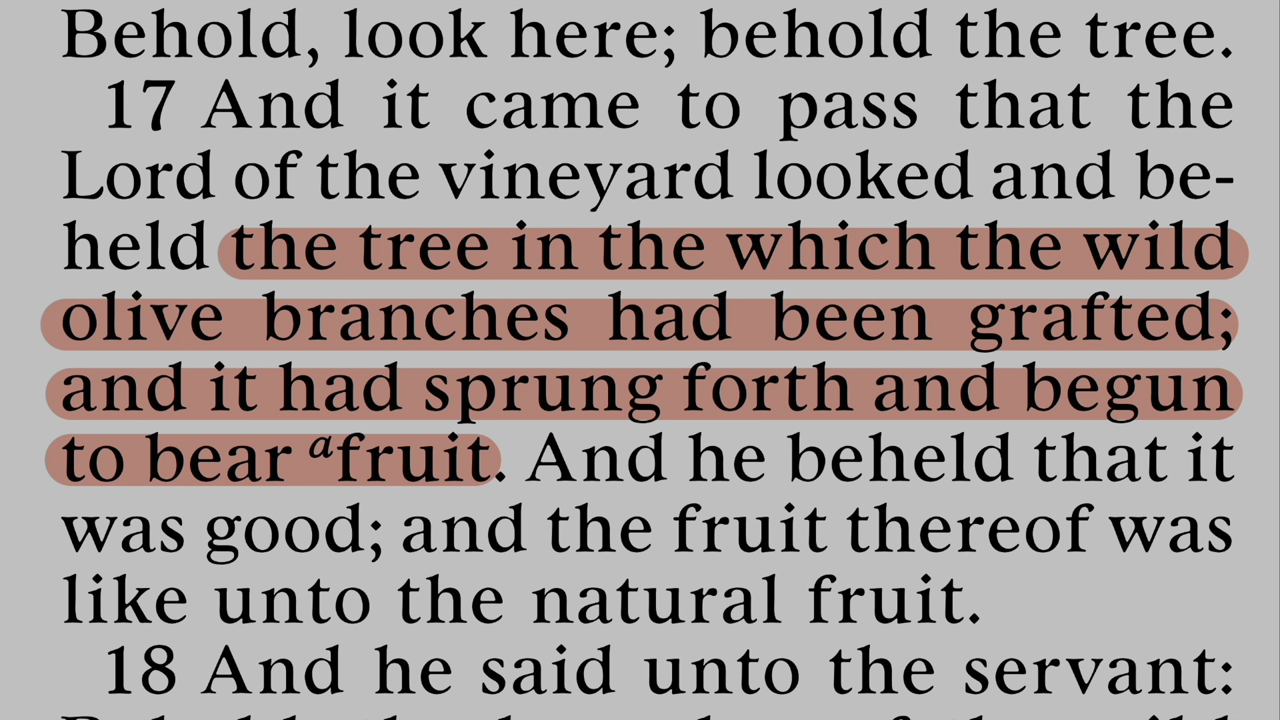 Behold, look here; behold the tree.
17 And it came to pass that the
Lord of the vineyard looked and be-
held the tree in the which the wild
olive branches had been grafted;
and it had sprung forth and begun
to bear afruit. And he beheld that it
was good; and the fruit thereof was
like unto the natural fruit.
18 And he said unto the servant: